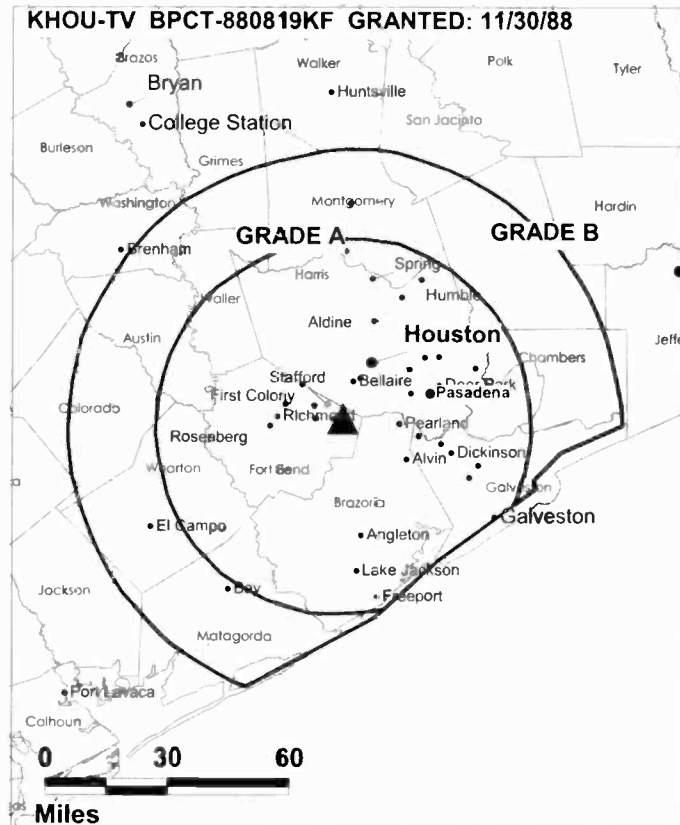 KHOU-TV BPCT-880819KF GRANTED: 11/30/88
Brazos
Walker
Polk
Tyler
Bryan
Huntsville
College Station
San Jacinto
Burleson
Grimes
Washington
Montgomery
Hardin
GRADE A
GRADE B
Brenham
Spring
Harris
Waller
Humble
Aldine
Austin
Houston
Chambers
Jeffe
Stafford
Bellaire
Deer Park
First Colony
Pasadena
Colorado
Richmond
Pearland
Rosenberg
Dickinson
Alvin
Wharton
Fort Bend
Galveston
Brazoria
Galveston
El Campo
Angleton
Lake Jackson
Jackson
Bay
Freeport
Matagorda
Port Lavaca
Calhoun
0 30 60
Miles